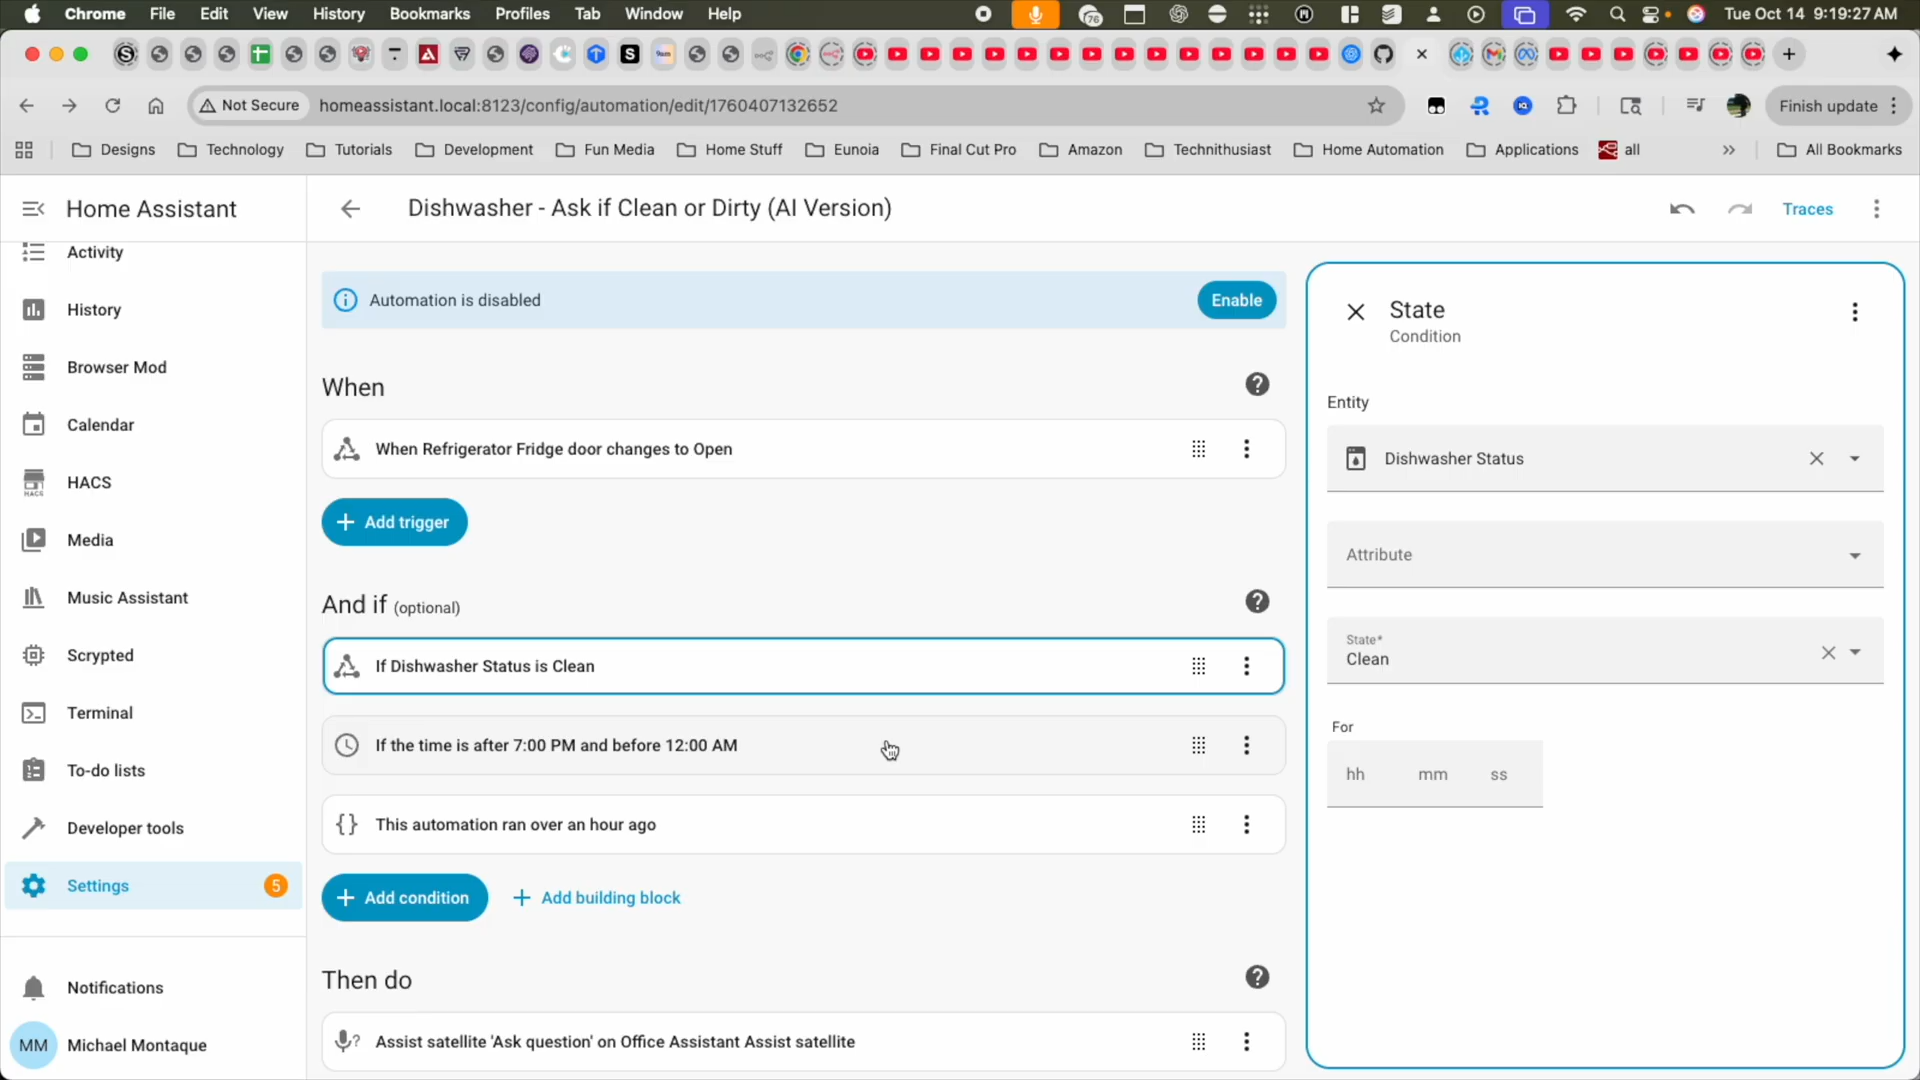 Chrome File Edit View History Bookmarks Profiles Tab Window Help 76 Tue Oct 14 9:19:27 AM
Not Secure homeassistant.local:8123/config/automation/edit/1760407132652 Finish update
Designs Technology Tutorials Development Fun Media Home Stuff Eunoia Final Cut Pro Amazon Technithusiast Home Automation Applications all All Bookmarks
Home Assistant
Dishwasher - Ask if Clean or Dirty (AI Version)
Traces
Activity
History
Browser Mod
Calendar
HACS
HACS
Media
Music Assistant
Scrypted
Terminal
To-do lists
Developer tools
Settings 5
Notifications
MM Michael Montaque
Automation is disabled
Enable
When
When Refrigerator Fridge door changes to Open
Add trigger
And if (optional)
If Dishwasher Status is Clean
If the time is after 7:00 PM and before 12:00 AM
This automation ran over an hour ago
Add condition
Add building block
Then do
Assist satellite 'Ask question' on Office Assistant Assist satellite
State
Condition
Entity
Dishwasher Status
Attribute
State*
Clean
For
hh mm ss